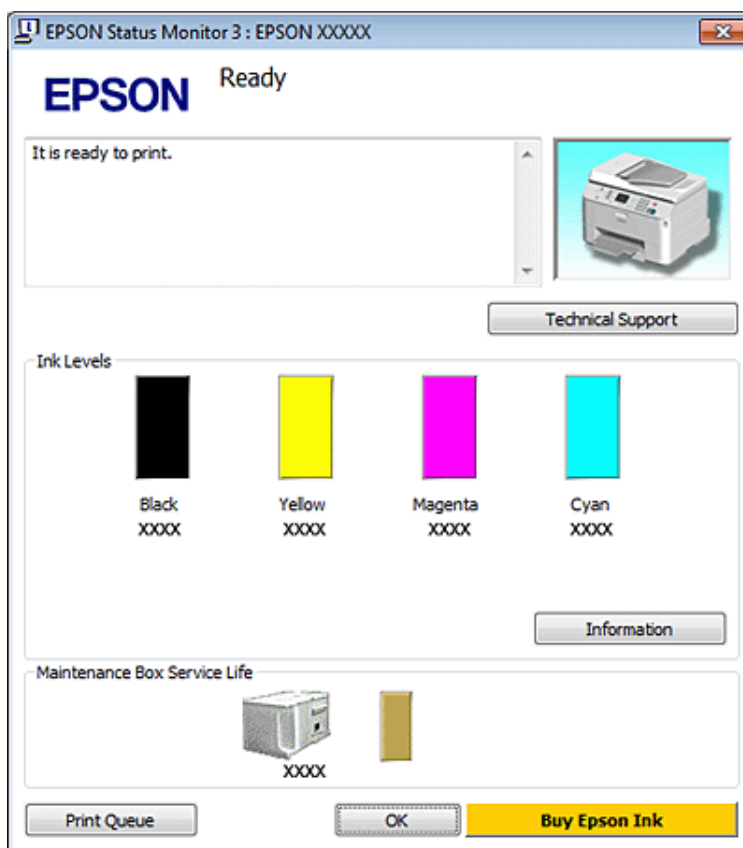 EPSON Status Monitor 3 : EPSON XXXXX
EPSON
Ready
It is ready to print.
Technical Support
Ink Levels
Black
Yellow
Magenta
Cyan
XXXX
XXXX
XXXX
XXXX
Information
Maintenance Box Service Life
XXXX
Print Queue
OK
Buy Epson Ink